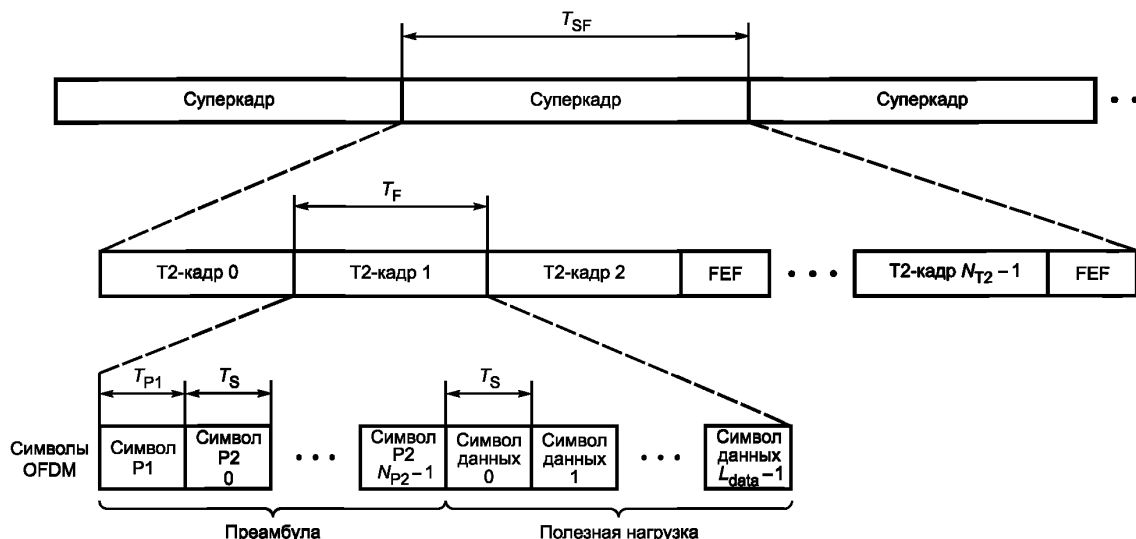 T_SF
Суперкадр Суперкадр Суперкадр • •
T_F
Т2-кадр 0 Т2-кадр 1 Т2-кадр 2 FEF • • • Т2-кадр N_T2 – 1 FEF
T_P1 T_S T_S
Символы OFDM
Символ P1
Символ P2 0
• • •
Символ P2 N_P2 – 1
Символ данных 0
Символ данных 1
• • •
Символ данных L_data – 1
Преамбула Полезная нагрузка